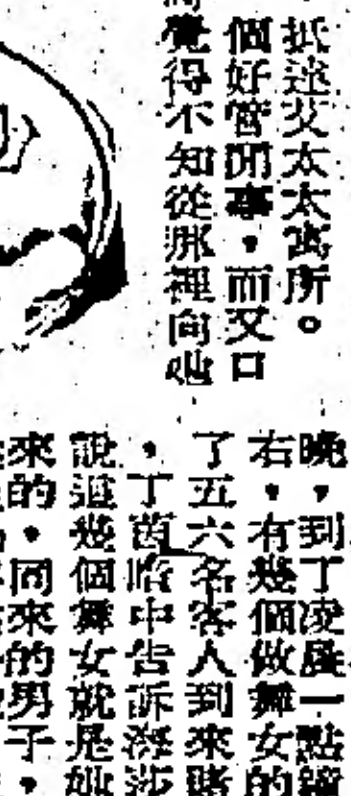 抵達艾太太寓所。
個好管閒事,而又口
覺得不知從那裡向她
晚,到了凌晨一點鐘
右,有幾個做舞女的
了五六名客人到來賭
,丁茵暗中告訴海莎
說這幾個舞女就是她
來的,同來的男子,